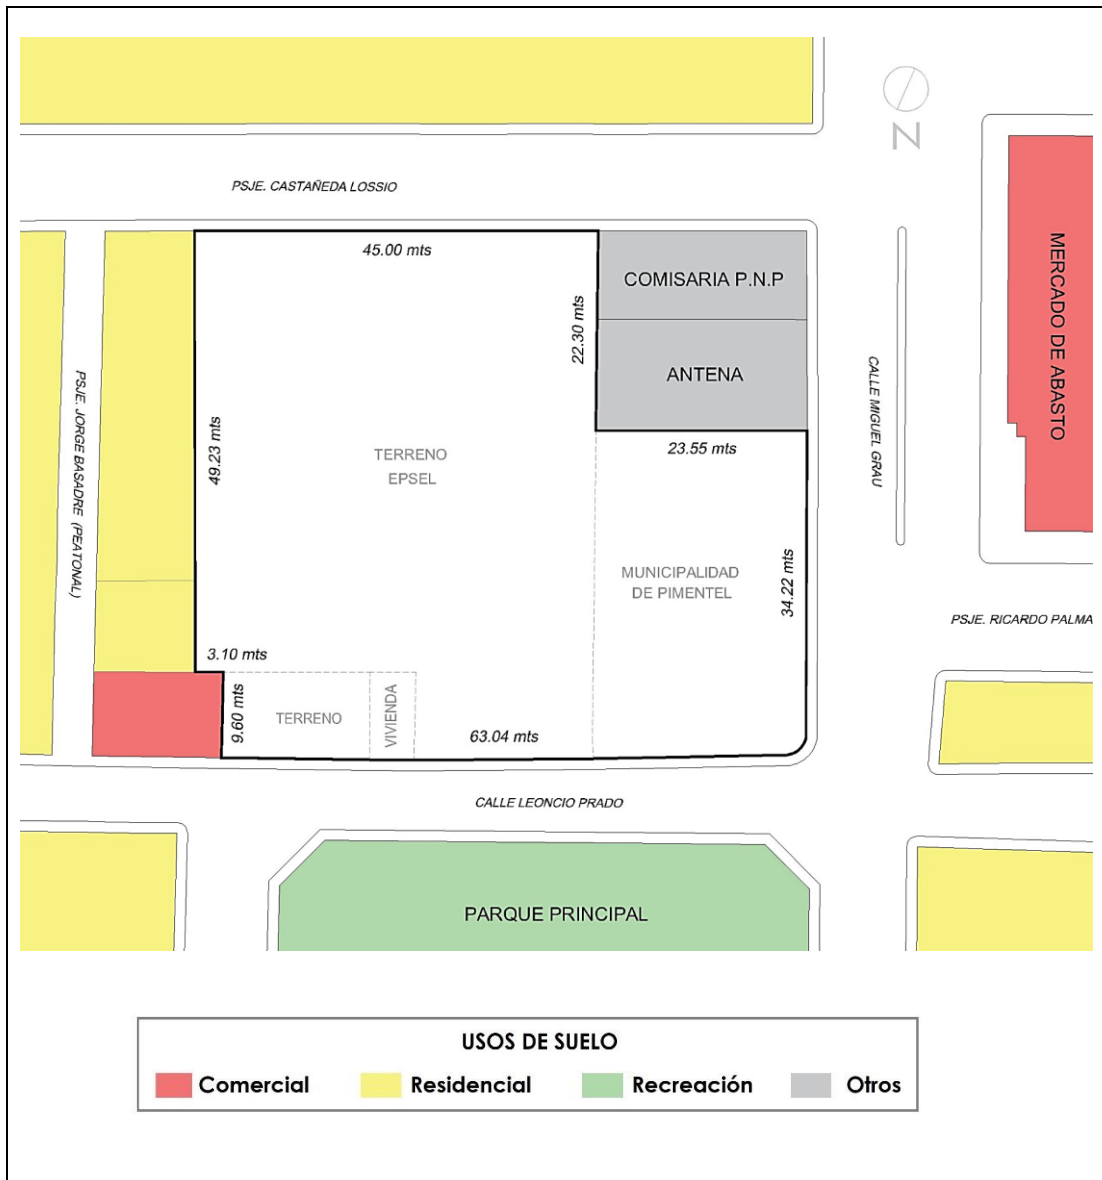 N
PSJE. CASTAÑEDA LOSSIO
45.00 mts
COMISARIA P.N.P
22.30 mts
ANTENA
MERCADO DE ABASTO
CALLE MIGUEL GRAU
PSJE. JORGE BASADRE (PEATONAL)
49.23 mts
TERRENO
EPSEL
23.55 mts
MUNICIPALIDAD
DE PIMENTEL
34.22 mts
PSJE. RICARDO PALMA
3.10 mts
9.60 mts
TERRENO
VIVIENDA
63.04 mts
CALLE LEONCIO PRADO
PARQUE PRINCIPAL
USOS DE SUELO
Comercial Residencial Recreación Otros